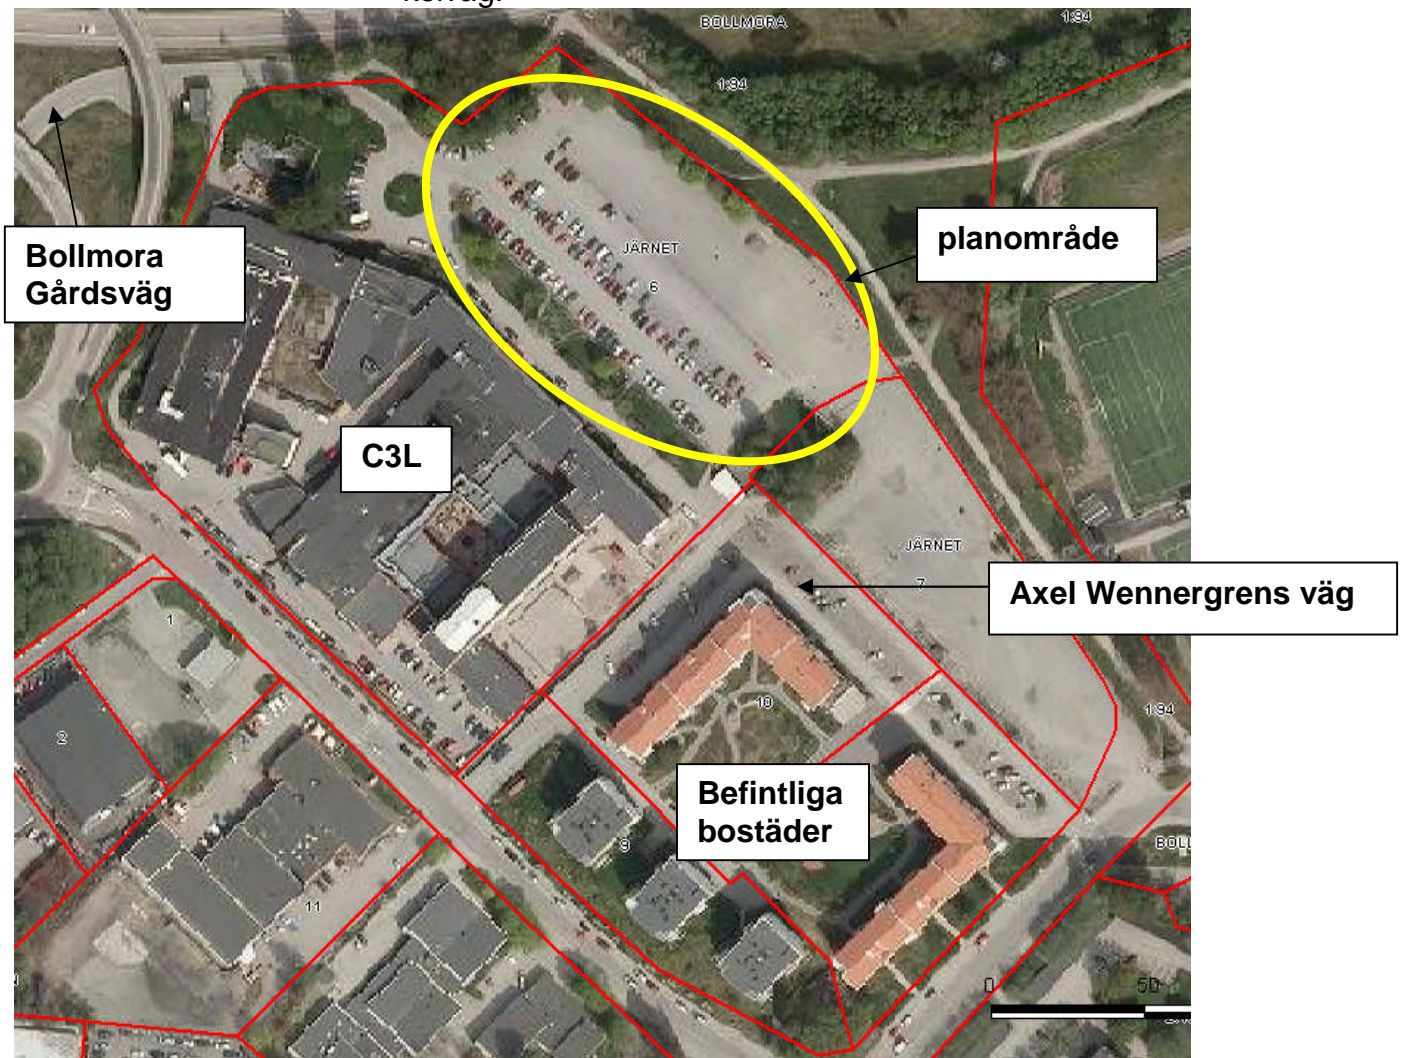 BOLLMORA
1:94
1:94
planområde
Bollmora
Gårdsväg
JÄRNET
6
C3L
JÄRNET
7
Axel Wennergrens väg
1
10
1:94
2
Befintliga
bostäder
9
BOLL
11
0
50